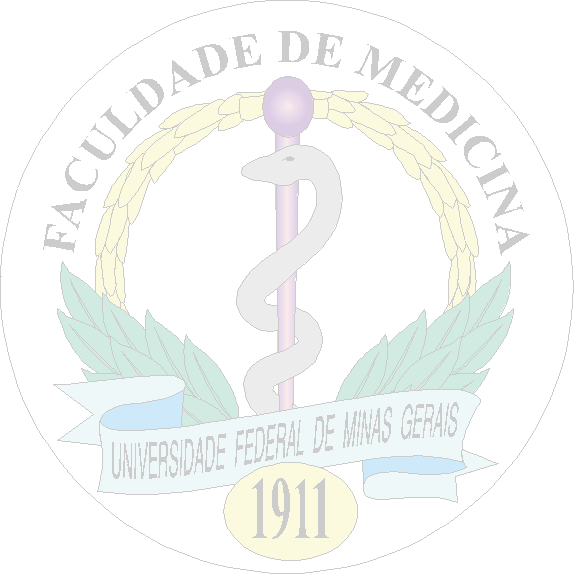 FACULDADE DE MEDICINA
UNIVERSIDADE FEDERAL DE MINAS GERAIS
1911